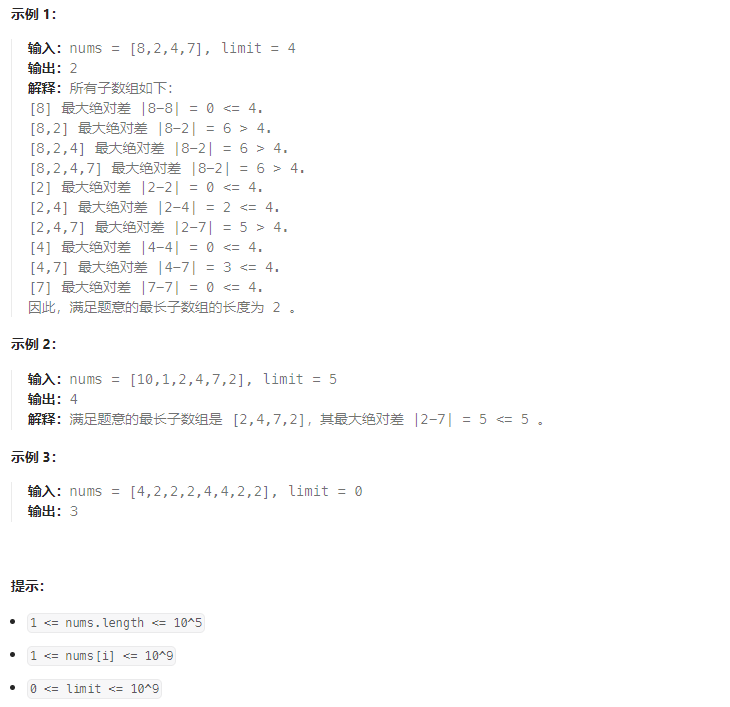 示例 1：
输入：nums = [8,2,4,7], limit = 4
输出：2
解释：所有子数组如下：
[8] 最大绝对差 |8-8| = 0 <= 4.
[8,2] 最大绝对差 |8-2| = 6 > 4.
[8,2,4] 最大绝对差 |8-2| = 6 > 4.
[8,2,4,7] 最大绝对差 |8-2| = 6 > 4.
[2] 最大绝对差 |2-2| = 0 <= 4.
[2,4] 最大绝对差 |2-4| = 2 <= 4.
[2,4,7] 最大绝对差 |2-7| = 5 > 4.
[4] 最大绝对差 |4-4| = 0 <= 4.
[4,7] 最大绝对差 |4-7| = 3 <= 4.
[7] 最大绝对差 |7-7| = 0 <= 4.
因此，满足题意的最长子数组的长度为 2 。
示例 2：
输入：nums = [10,1,2,4,7,2], limit = 5
输出：4
解释：满足题意的最长子数组是 [2,4,7,2]，其最大绝对差 |2-7| = 5 <= 5 。
示例 3：
输入：nums = [4,2,2,2,4,4,2,2], limit = 0
输出：3
提示：
1 <= nums.length <= 10^5
1 <= nums[i] <= 10^9
0 <= limit <= 10^9